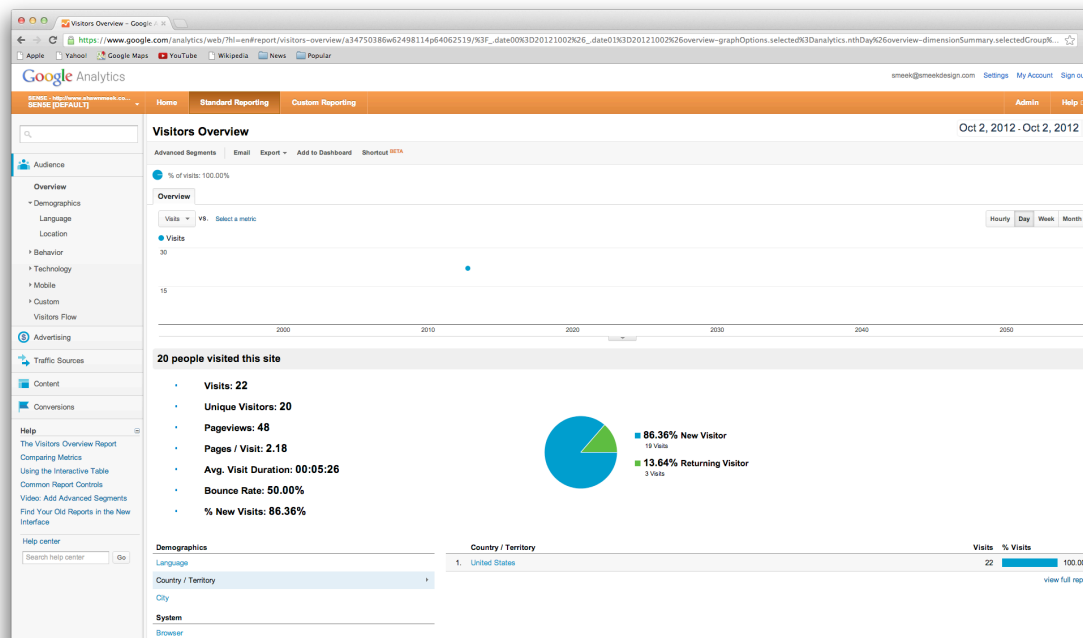 Visitors Overview – Google A
https://www.google.com/analytics/web/?hl=en#report/visitors-overview/a34750386w62498114p64062519/%3F_.date00%3D20121002%26_.date01%3D20121002%26overview-graphOptions.selected%3Danalytics.nthDay%26overview-dimensionSummary.selectedGroup%...
Apple Yahoo! Google Maps YouTube Wikipedia News Popular
Google Analytics
smeek@smeekdesign.com Settings My Account Sign ou
SENSE [DEFAULT]
Home Standard Reporting Custom Reporting Admin Help
Visitors Overview
Oct 2, 2012 - Oct 2, 2012
Advanced Segments Email Export Add to Dashboard Shortcut BETA
% of visits: 100.00%
Overview
Visits VS. Select a metric
Hourly Day Week Month
Visits
30
15
2000 2010 2020 2030 2040 2050
Audience
Overview
Demographics
Language
Location
Behavior
Technology
Mobile
Custom
Visitors Flow
Advertising
Traffic Sources
Content
Conversions
Help
The Visitors Overview Report
Comparing Metrics
Using the Interactive Table
Common Report Controls
Video: Add Advanced Segments
Find Your Old Reports in the New
Interface
Help center
Search help center Go
20 people visited this site
Visits: 22
Unique Visitors: 20
Pageviews: 48
Pages / Visit: 2.18
Avg. Visit Duration: 00:05:26
Bounce Rate: 50.00%
% New Visits: 86.36%
86.36% New Visitor
19 Visits
13.64% Returning Visitor
3 Visits
Demographics
Language
Country / Territory
City
System
Browser
Country / Territory Visits % Visits
1. United States 22 100.00
view full rep